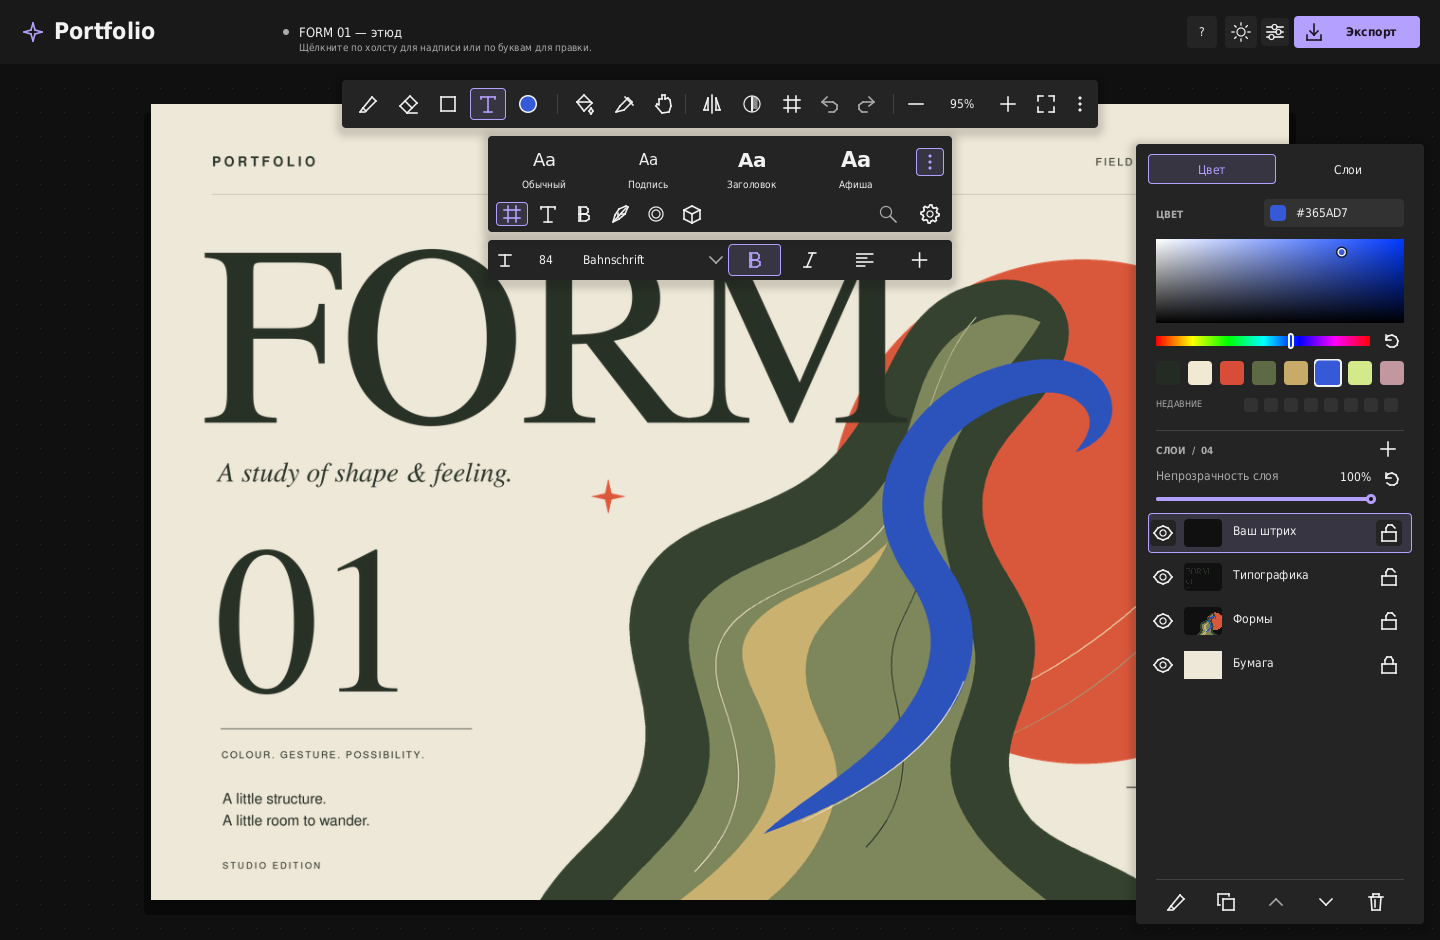 Portfolio
FORM 01 — этюд
Щёлкните по холсту для надписи или по буквам для правки.
?
Экспорт
95%
PORTFOLIO
FIELD
Aa Aa Aa Aa
Обычный Подпись Заголовок Афиша
84 Bahnschrift
FORM
A study of shape & feeling.
01
COLOUR. GESTURE. POSSIBILITY.
A little structure.
A little room to wander.
STUDIO EDITION
Цвет Слои
ЦВЕТ #365AD7
НЕДАВНИЕ
СЛОИ / 04
Непрозрачность слоя 100%
Ваш штрих
Типографика
Формы
Бумага